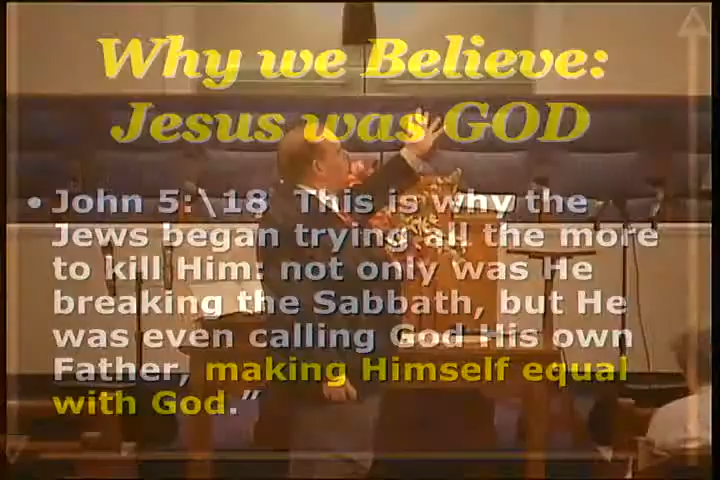 Why we Believe:
Jesus was GOD
• John 5:\18 This is why the
Jews began trying all the more
to kill Him: not only was He
breaking the Sabbath, but He
was even calling God His own
Father, making Himself equal
with God.”